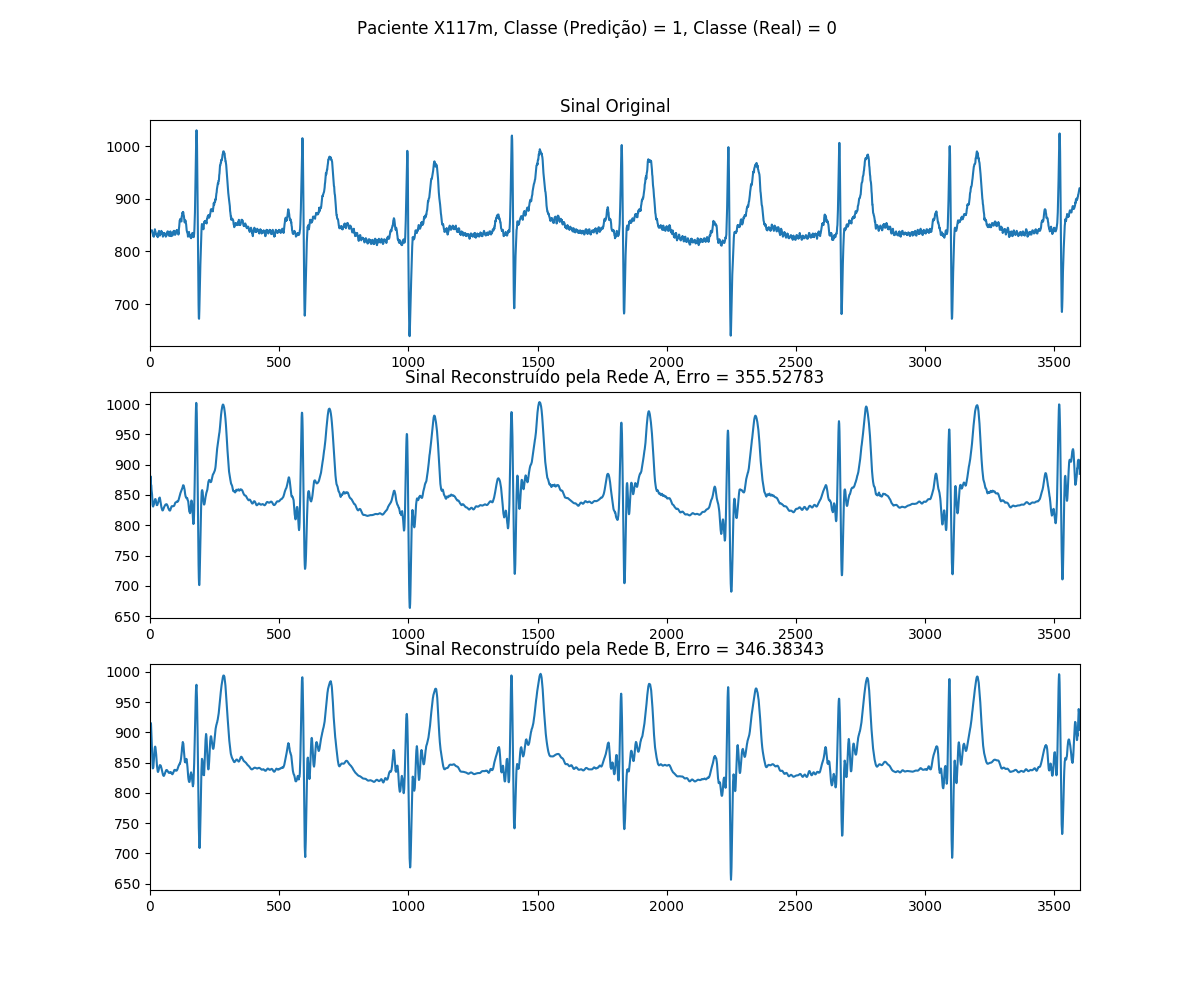 Paciente X117m, Classe (Predição) = 1, Classe (Real) = 0
Sinal Original
1000
900
800
700
0 500 1000 1500 2000 2500 3000 3500
Sinal Reconstruído pela Rede A, Erro = 355.52783
1000
950
900
850
800
750
700
650
0 500 1000 1500 2000 2500 3000 3500
Sinal Reconstruído pela Rede B, Erro = 346.38343
1000
950
900
850
800
750
700
650
0 500 1000 1500 2000 2500 3000 3500